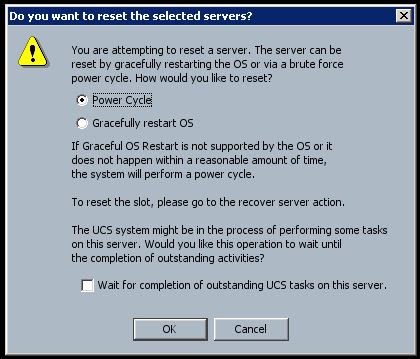 Do you want to reset the selected servers?
You are attempting to reset a server. The server can be
reset by gracefully restarting the OS or via a brute force
power cycle. How would you like to reset?
Power Cycle
Gracefully restart OS
If Graceful OS Restart is not supported by the OS or it
does not happen within a reasonable amount of time,
the system will perform a power cycle.
To reset the slot, please go to the recover server action.
The UCS system might be in the process of performing some tasks
on this server. Would you like this operation to wait until
the completion of outstanding activities?
Wait for completion of outstanding UCS tasks on this server.
OK
Cancel